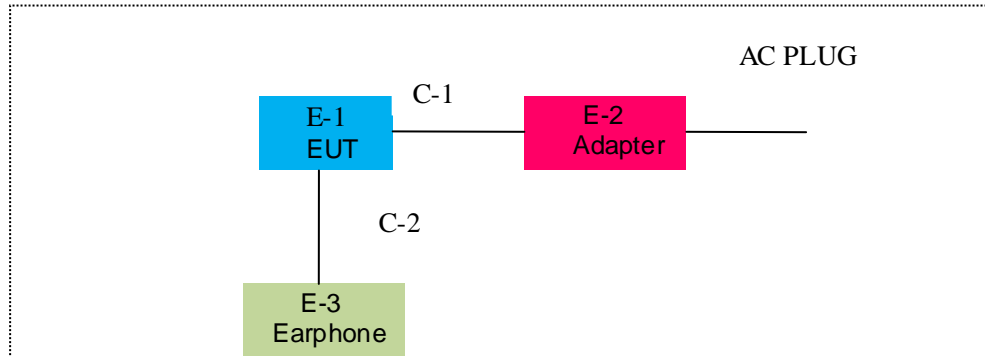 AC PLUG
C-1
E-1
EUT
E-2
Adapter
C-2
E-3
Earphone